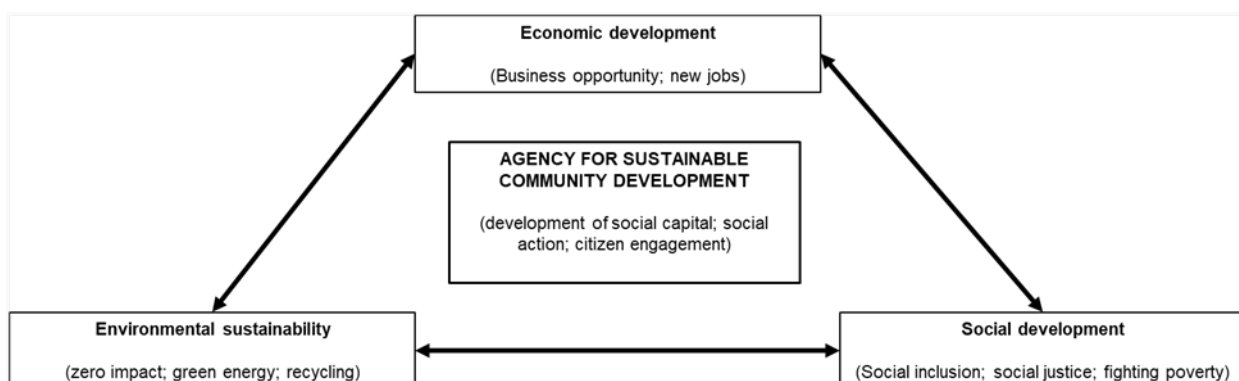 Economic development
(Business opportunity; new jobs)
AGENCY FOR SUSTAINABLE
COMMUNITY DEVELOPMENT
(development of social capital; social
action; citizen engagement)
Environmental sustainability
(zero impact; green energy; recycling)
Social development
(Social inclusion; social justice; fighting poverty)